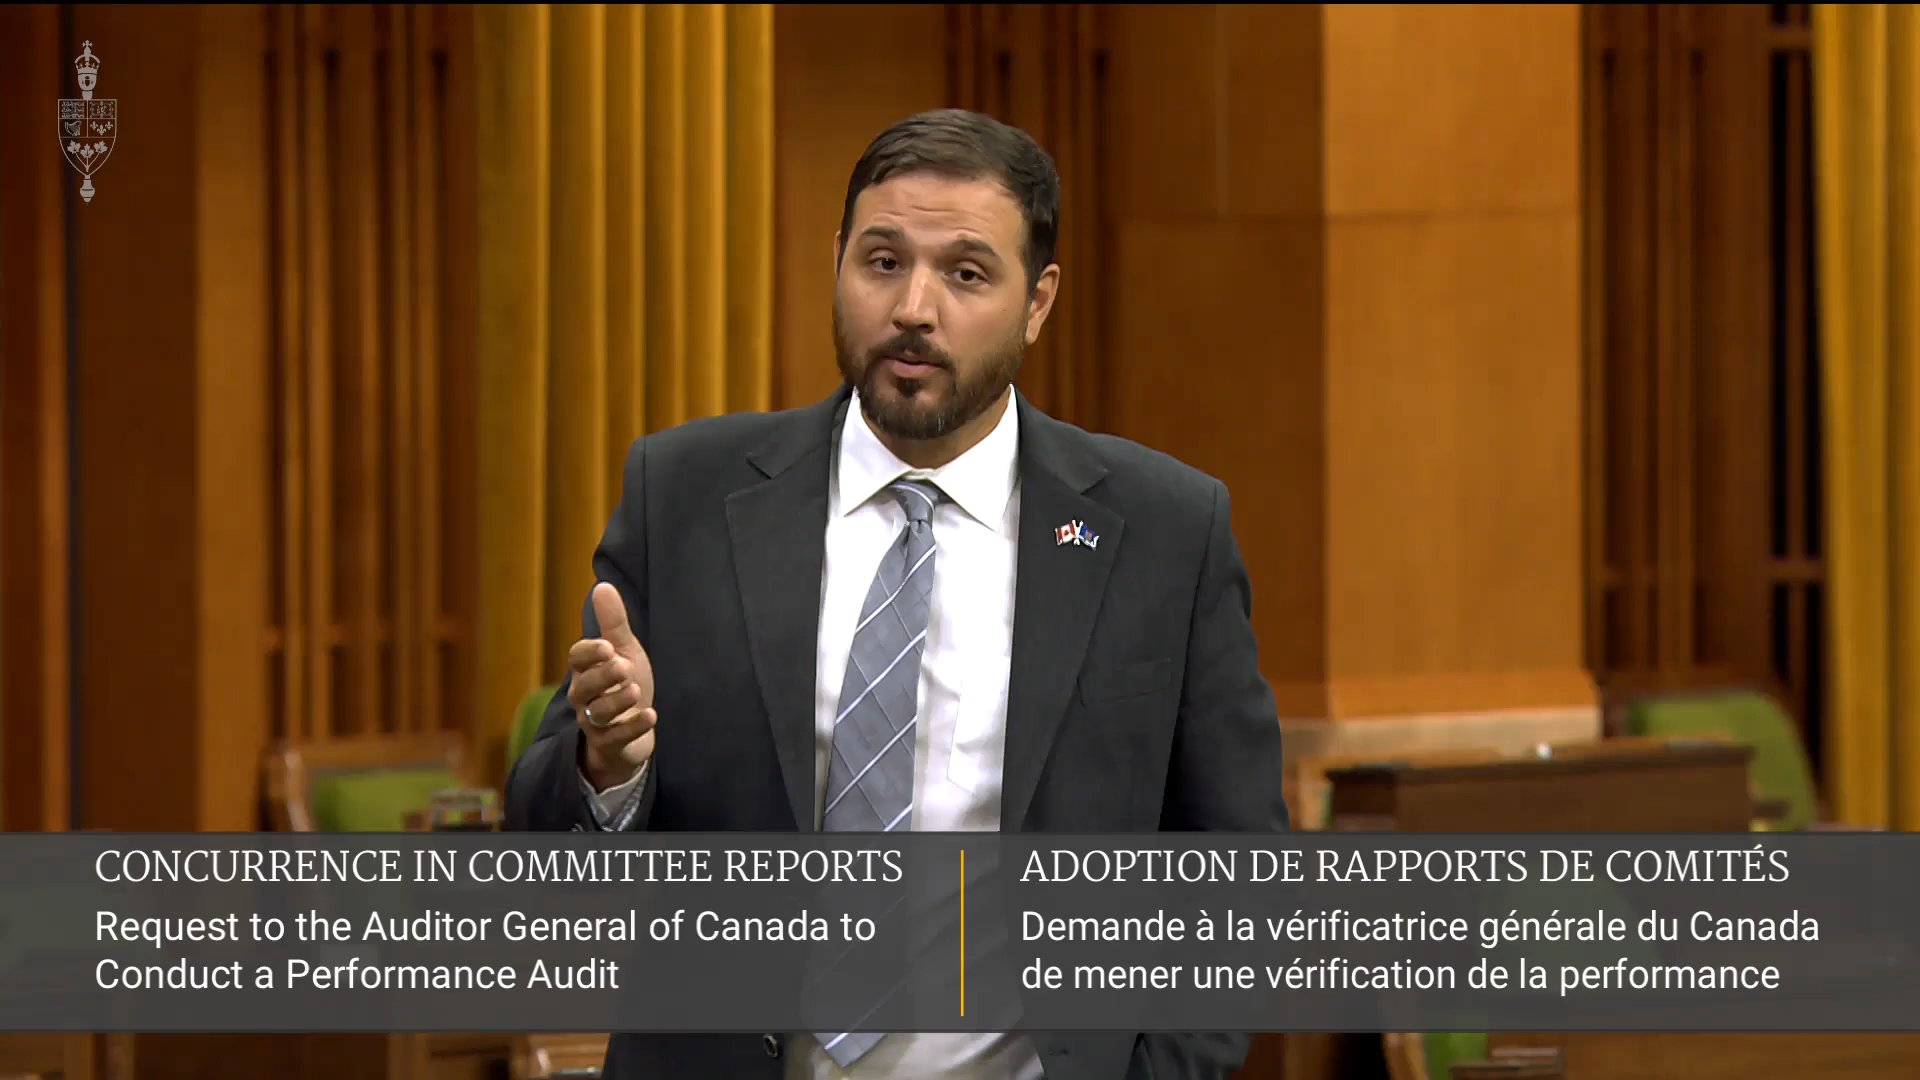 CONCURRENCE IN COMMITTEE REPORTS
Request to the Auditor General of Canada to
Conduct a Performance Audit
ADOPTION DE RAPPORTS DE COMITÉS
Demande à la vérificatrice générale du Canada
de mener une vérification de la performance